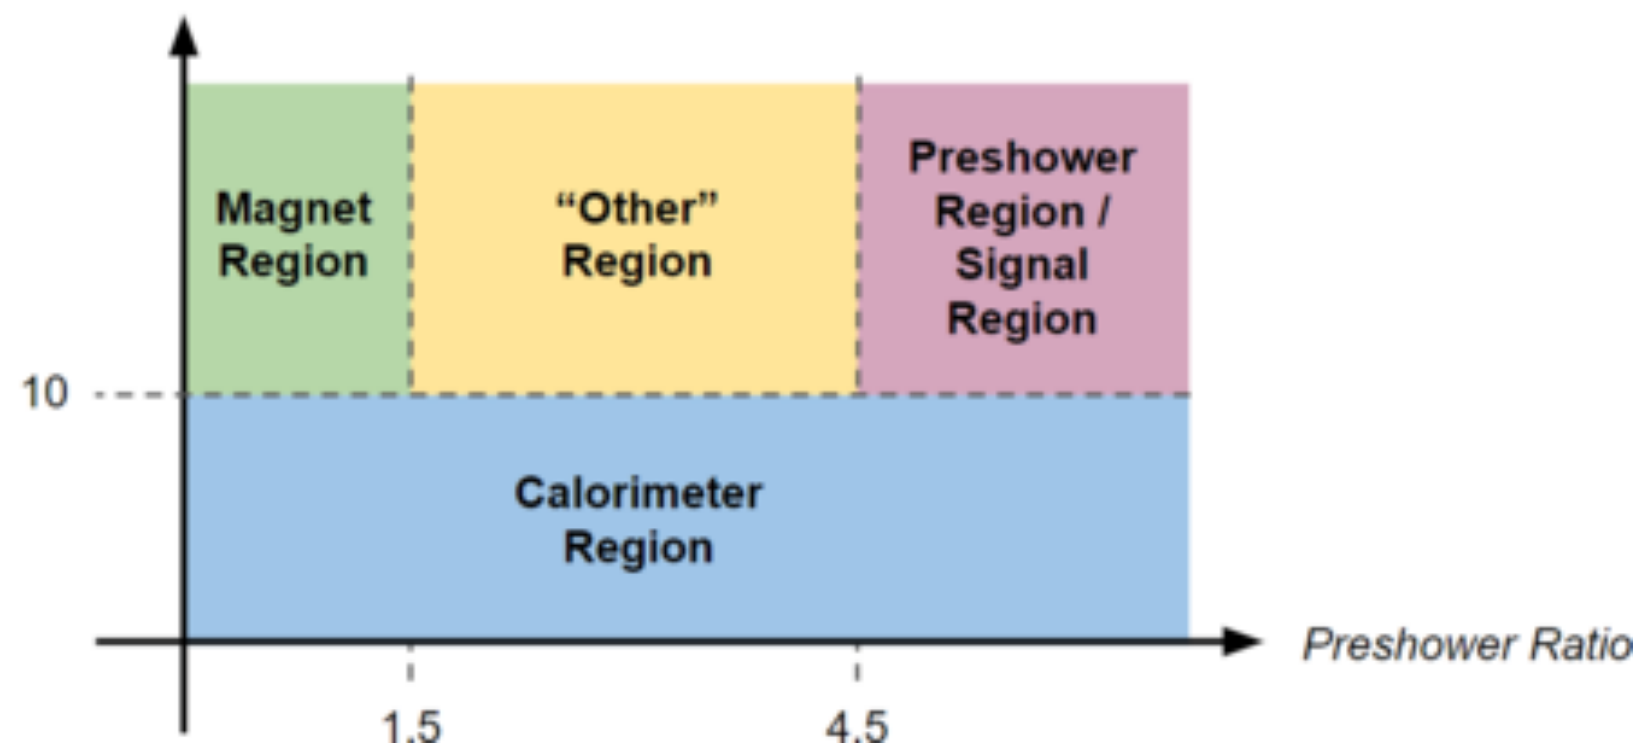 Magnet
Region
“Other”
Region
Preshower
Region /
Signal
Region
10
Calorimeter
Region
Preshower Ratio
1.5
4.5